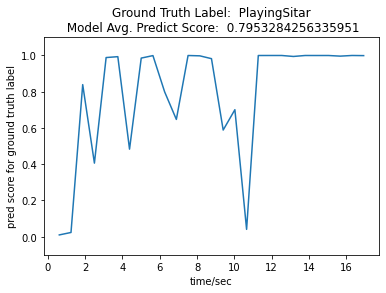 Ground Truth Label:  PlayingSitar
Model Avg. Predict Score:  0.7953284256335951
pred score for ground truth label
1.0
0.8
0.6
0.4
0.2
0.0
0 2 4 6 8 10 12 14 16
time/sec